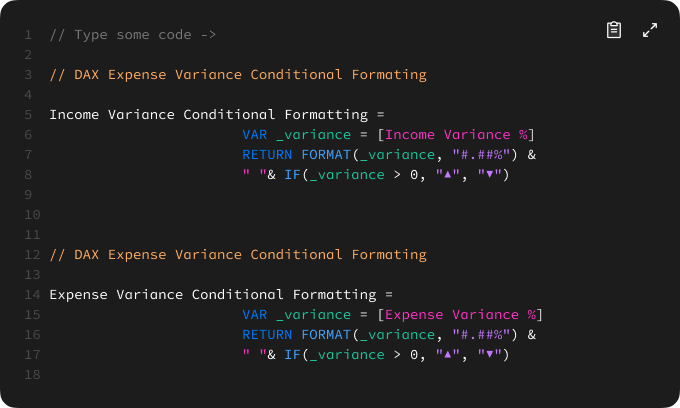 1 // Type some code ->
2
3 // DAX Expense Variance Conditional Formating
4
5 Income Variance Conditional Formatting =
6 VAR _variance = [Income Variance %]
7 RETURN FORMAT(_variance, "#.##%") &
8 " "& IF(_variance > 0, "▲", "▼")
9
10
11
12 // DAX Expense Variance Conditional Formating
13
14 Expense Variance Conditional Formatting =
15 VAR _variance = [Expense Variance %]
16 RETURN FORMAT(_variance, "#.##%") &
17 " "& IF(_variance > 0, "▲", "▼")
18